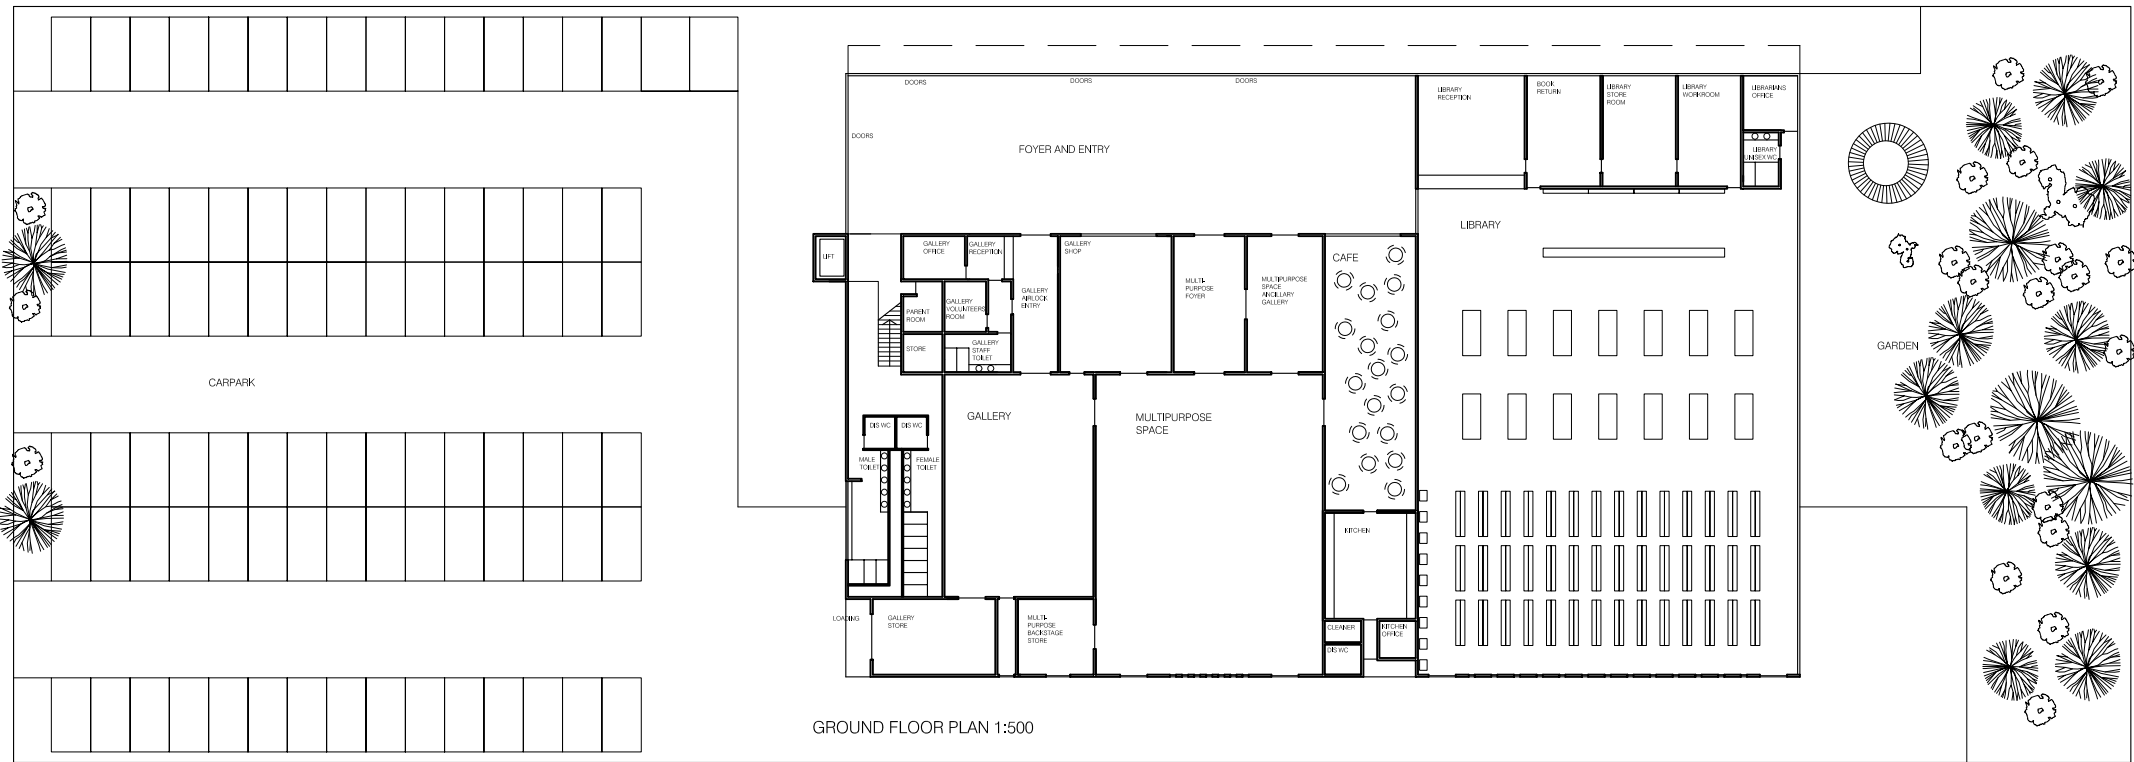 DOORS
DOORS
DOORS
DOORS
FOYER AND ENTRY
LIBRARY
RECEPTION
BOOK
RETURN
LIBRARY
STORE
ROOM
LIBRARY
WORKROOM
LIBRARIANS
OFFICE
LIBRARY
UNISEX WC
LIFT
GALLERY
OFFICE
GALLERY
RECEPTION
GALLERY
SHOP
CAFE
LIBRARY
PARENT
ROOM
GALLERY
VOLUNTEERS
ROOM
GALLERY
AIRLOCK
ENTRY
MULTI-
PURPOSE
FOYER
MULTIPURPOSE
SPACE
ANCILLARY
GALLERY
STORE
GALLERY
STAFF
TOILET
GARDEN
CARPARK
GALLERY
MULTIPURPOSE
SPACE
DIS WC
DIS WC
MALE
TOILET
FEMALE
TOILET
KITCHEN
LOADING
GALLERY
STORE
MULTI-
PURPOSE
BACKSTAGE
STORE
CLEANER
KITCHEN
OFFICE
DIS WC
GROUND FLOOR PLAN 1:500